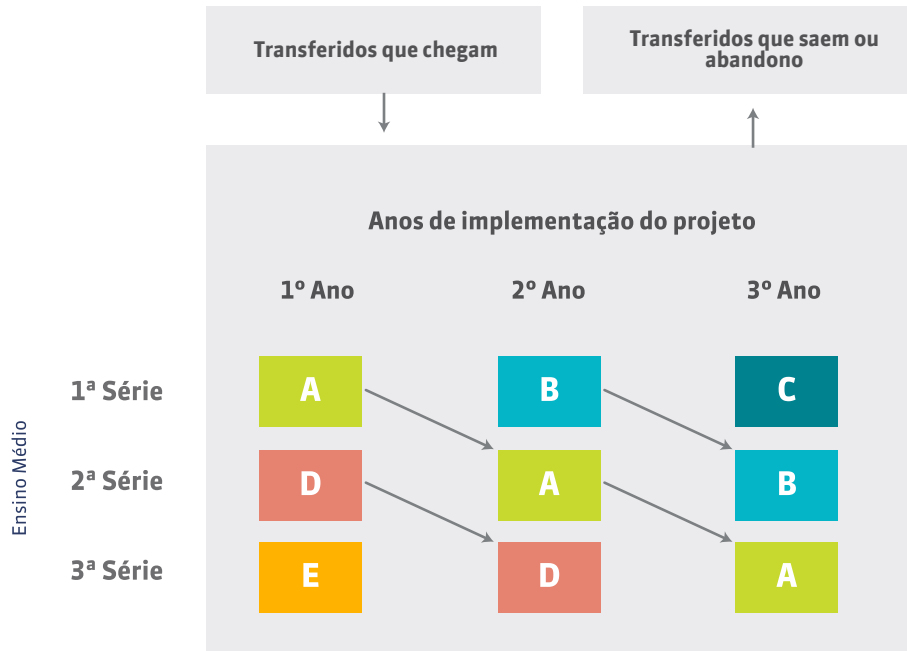 Transferidos que chegam
Transferidos que saem ou
abandono
Anos de implementação do projeto
1º Ano
2º Ano
3º Ano
Ensino Médio
1ª Série
A
B
C
2ª Série
D
A
B
3ª Série
E
D
A